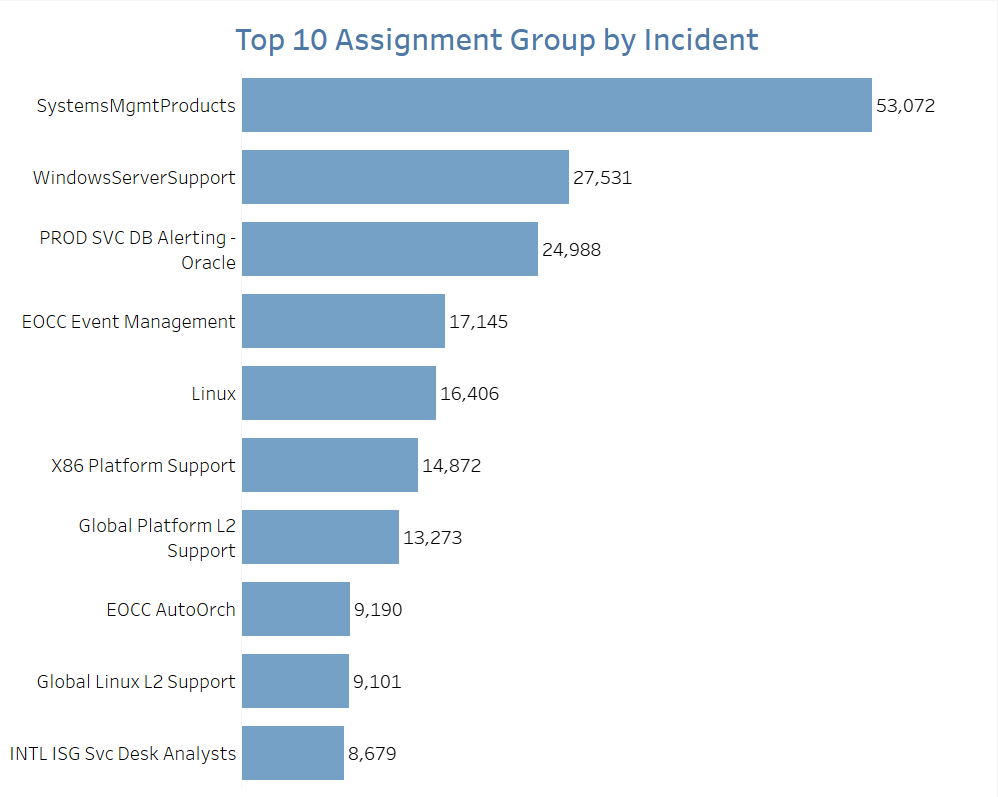 Top 10 Assignment Group by Incident
SystemsMgmtProducts 53,072
WindowsServerSupport 27,531
PROD SVC DB Alerting -
Oracle 24,988
EOCC Event Management 17,145
Linux 16,406
X86 Platform Support 14,872
Global Platform L2
Support 13,273
EOCC AutoOrch 9,190
Global Linux L2 Support 9,101
INTL ISG Svc Desk Analysts 8,679